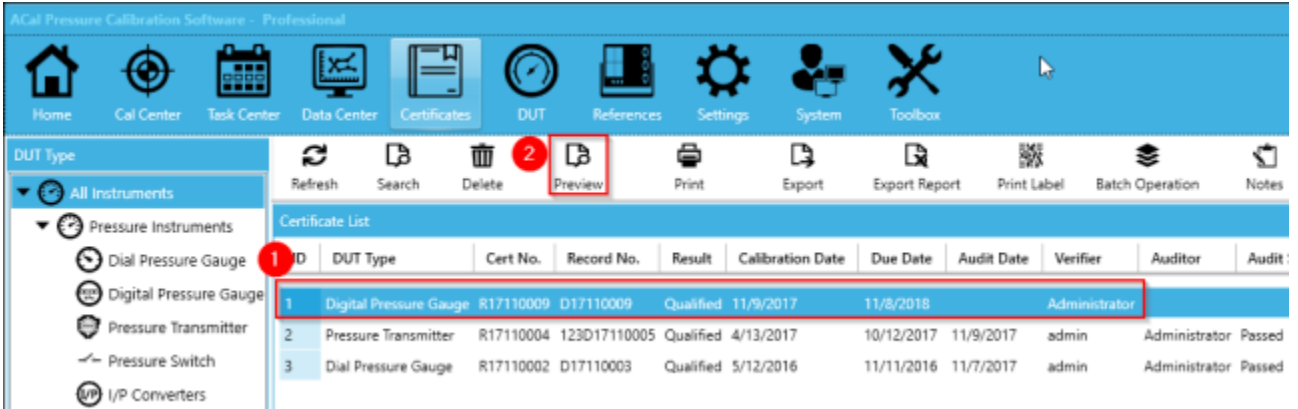 ACal Pressure Calibration Software - Professional
Home Cal Center Task Center Data Center Certificates DUT References Settings System Toolbox
DUT Type
2
Refresh Search Delete Preview Print Export Export Report Print Label Batch Operation Notes
All Instruments
Certificate List
Pressure Instruments
1
ID DUT Type Cert No. Record No. Result Calibration Date Due Date Audit Date Verifier Auditor Audit
Dial Pressure Gauge
Digital Pressure Gauge
1 Digital Pressure Gauge R17110009 D17110009 Qualified 11/9/2017 11/8/2018 Administrator
Pressure Transmitter
2 Pressure Transmitter R17110004 123D17110005 Qualified 4/13/2017 10/12/2017 11/9/2017 admin Administrator Passed
Pressure Switch
3 Dial Pressure Gauge R17110002 D17110003 Qualified 5/12/2016 11/11/2016 11/7/2017 admin Administrator Passed
I/P I/P Converters